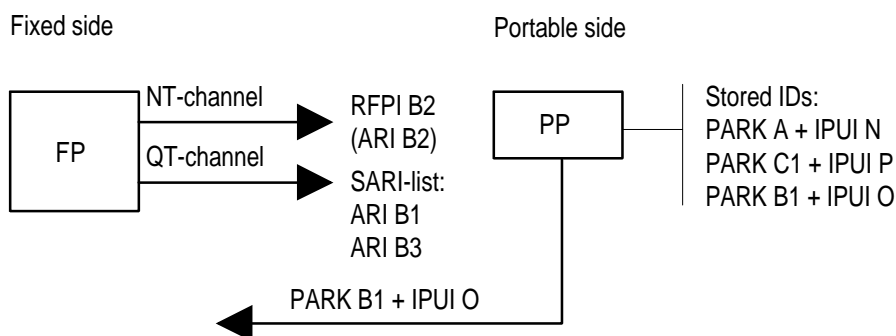 Fixed side
Portable side
FP
NT-channel
RFPI B2
(ARI B2)
QT-channel
SARI-list:
ARI B1
ARI B3
PP
Stored IDs:
PARK A + IPUI N
PARK C1 + IPUI P
PARK B1 + IPUI O
PARK B1 + IPUI O